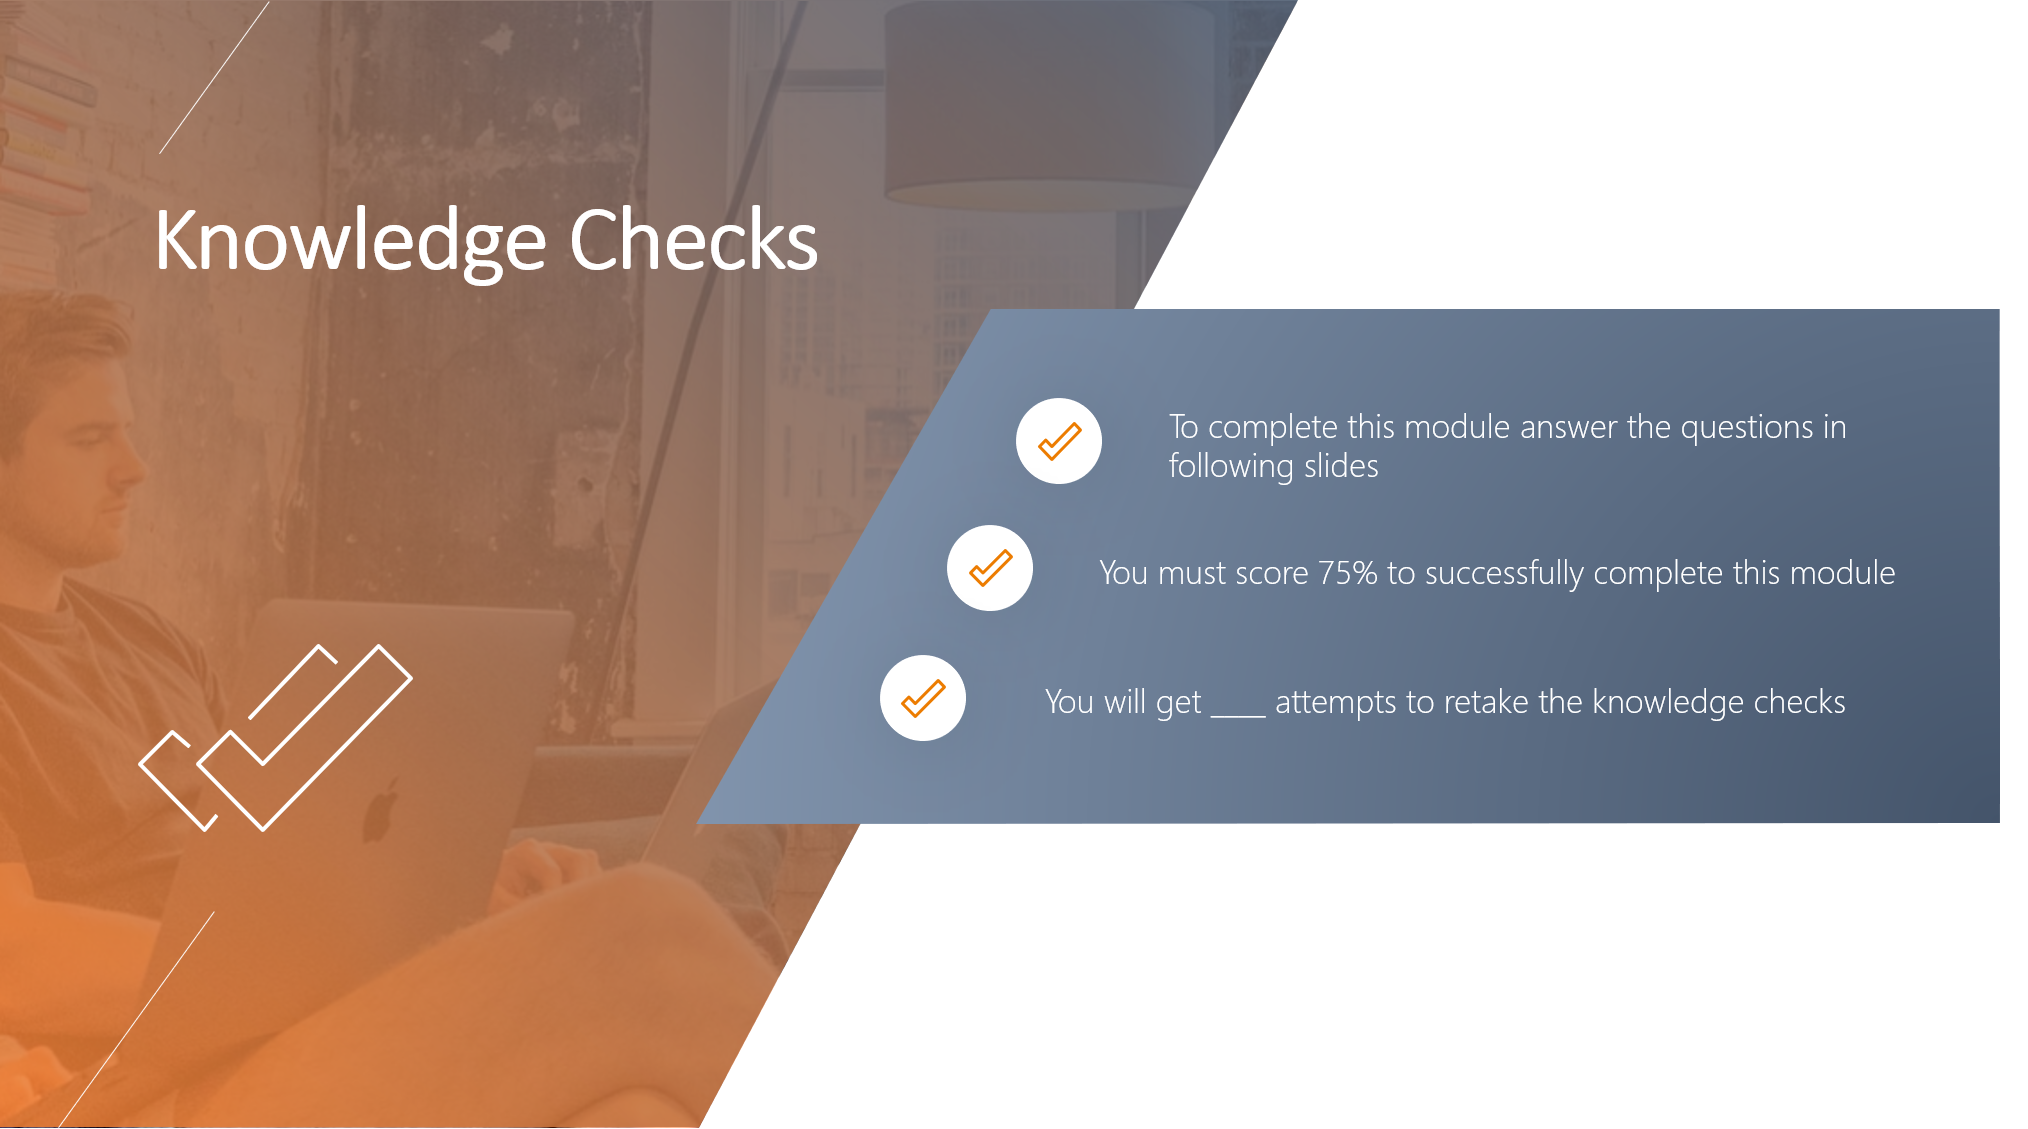 Knowledge Checks
To complete this module answer the questions in
following slides
You must score 75% to successfully complete this module
You will get ____ attempts to retake the knowledge checks